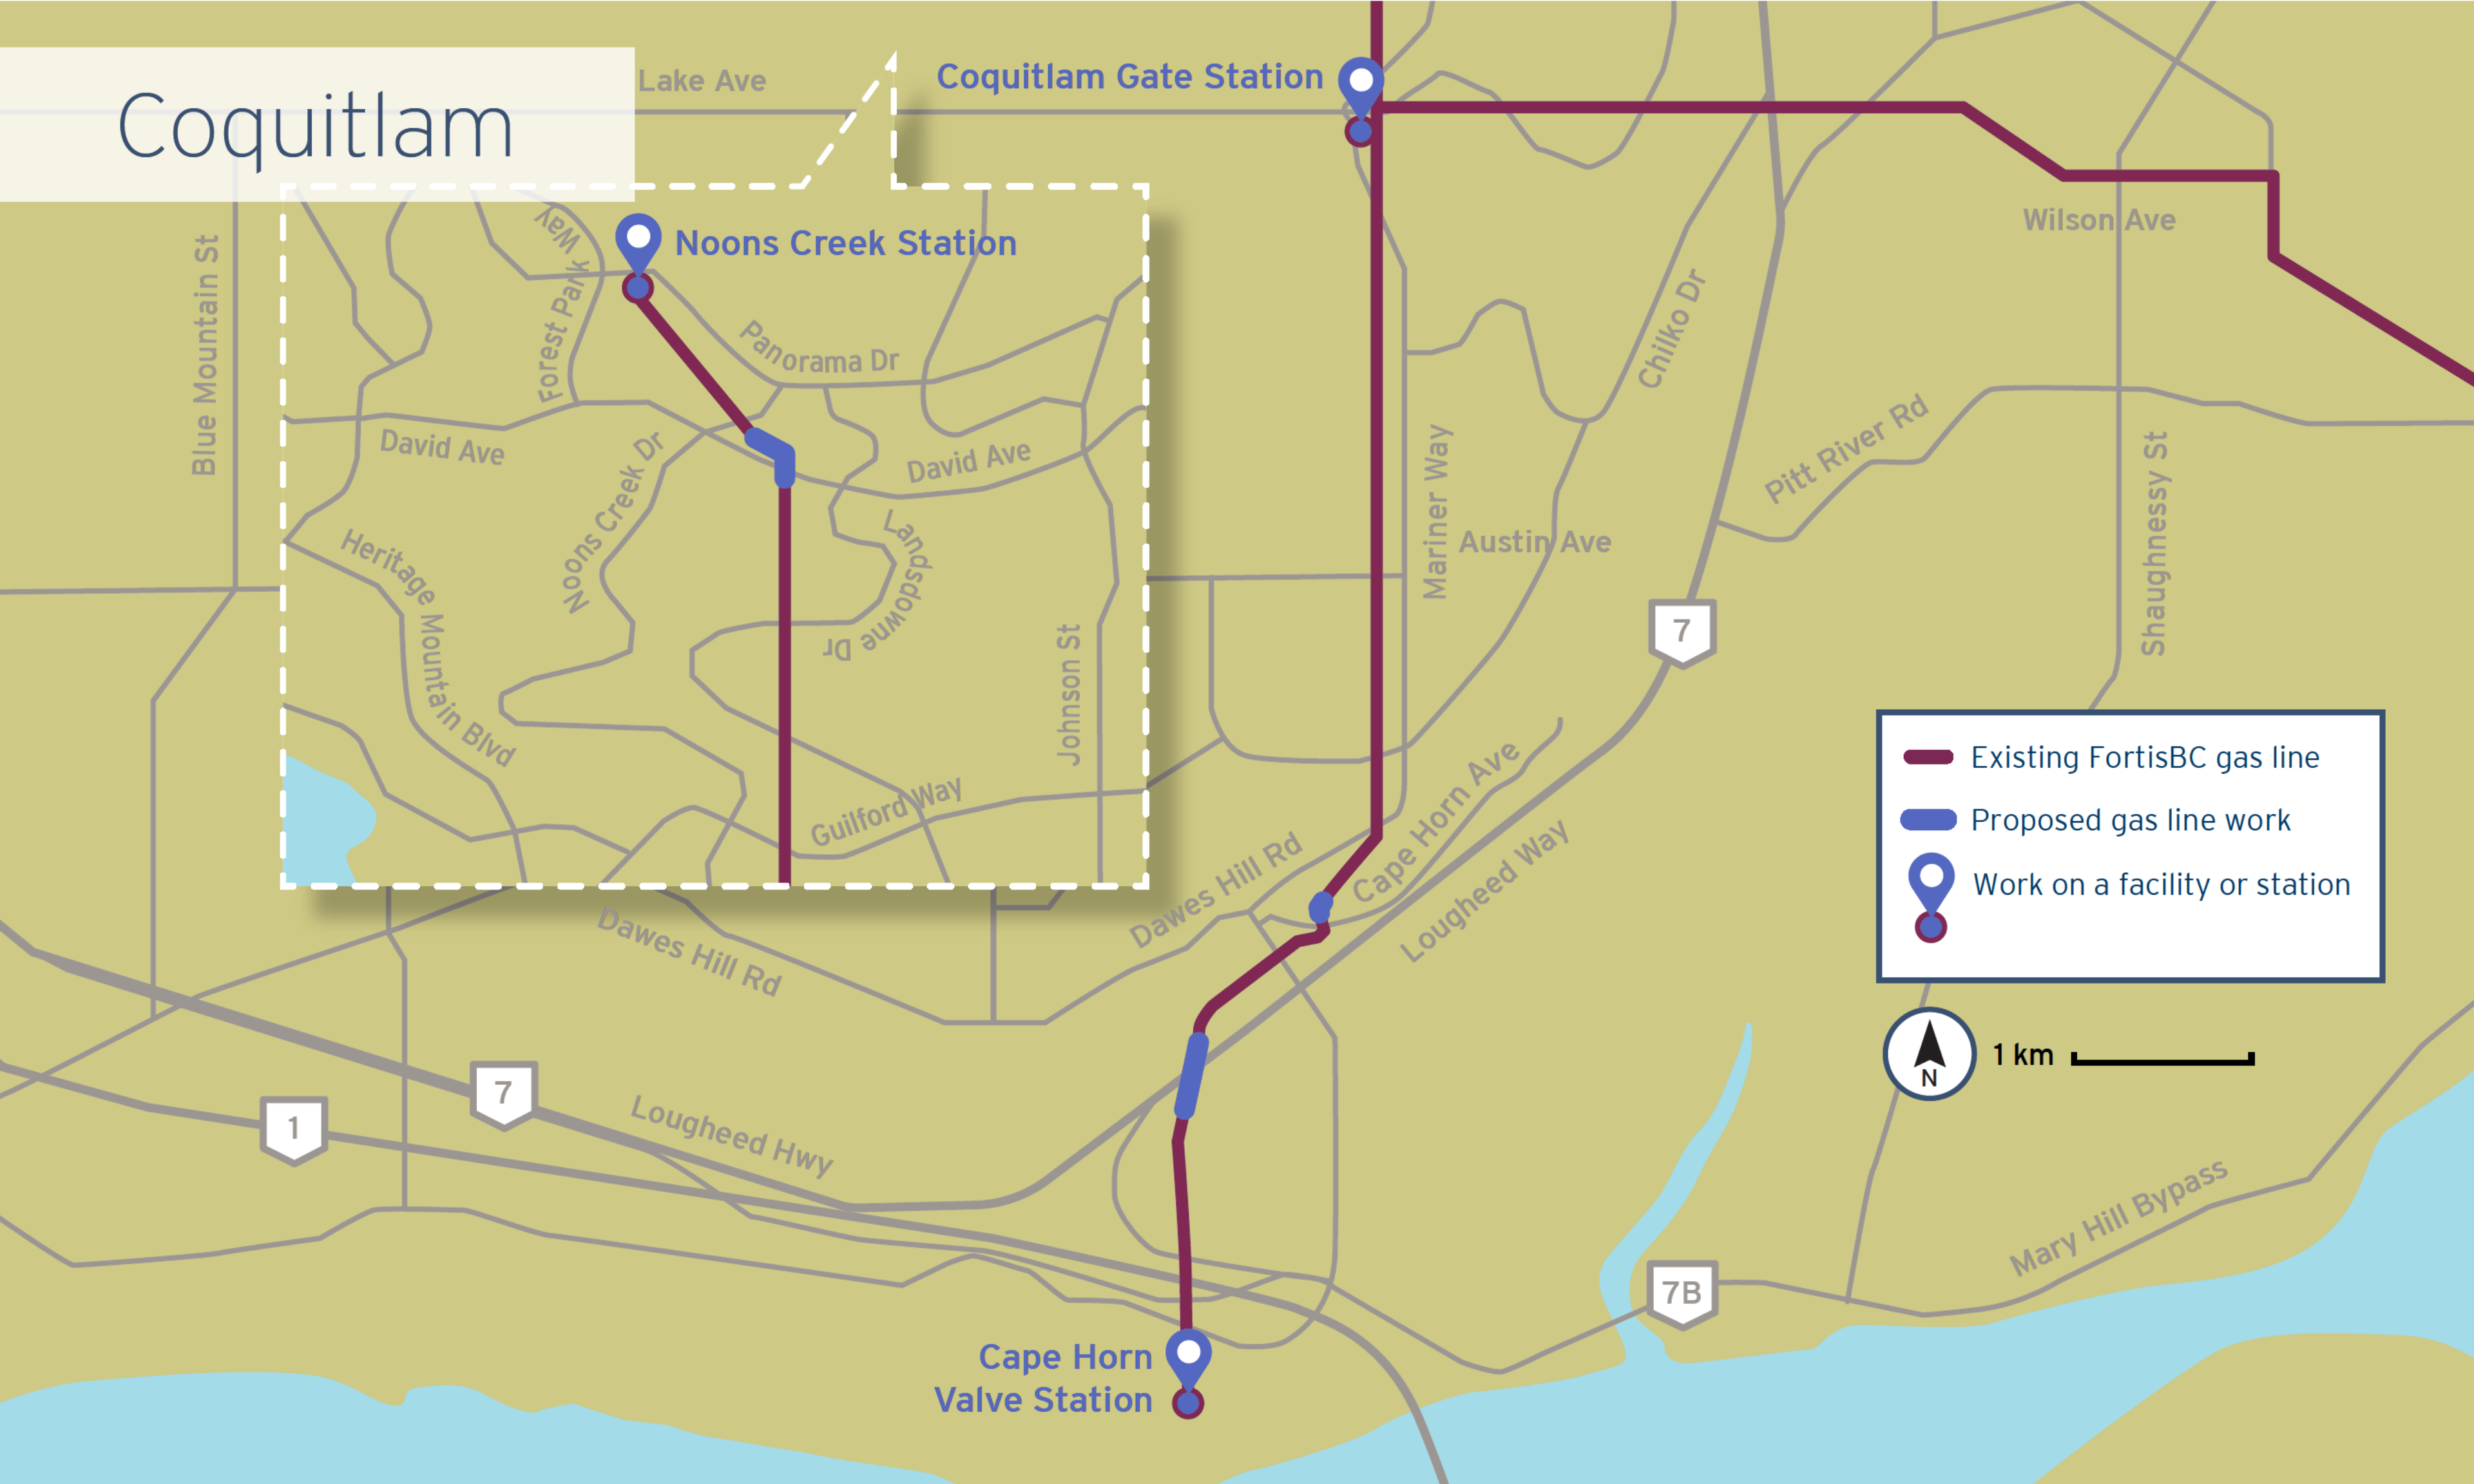 Coquitlam
Lake Ave
Coquitlam Gate Station
Noons Creek Station
Forest Park Way
Wilson Ave
Blue Mountain St
Panorama Dr
Chilko Dr
David Ave
David Ave
Noons Creek Dr
Pitt River Rd
Mariner Way
Austin Ave
Shaughnessy St
Heritage Mountain Blvd
Lanpsdowne Dr
Johnson St
7
Guilford Way
Cape Horn Ave
Lougheed Way
Dawes Hill Rd
Dawes Hill Rd
Existing FortisBC gas line
Proposed gas line work
Work on a facility or station
N
1 km
7
1
Lougheed Hwy
Mary Hill Bypass
7B
Cape Horn
Valve Station